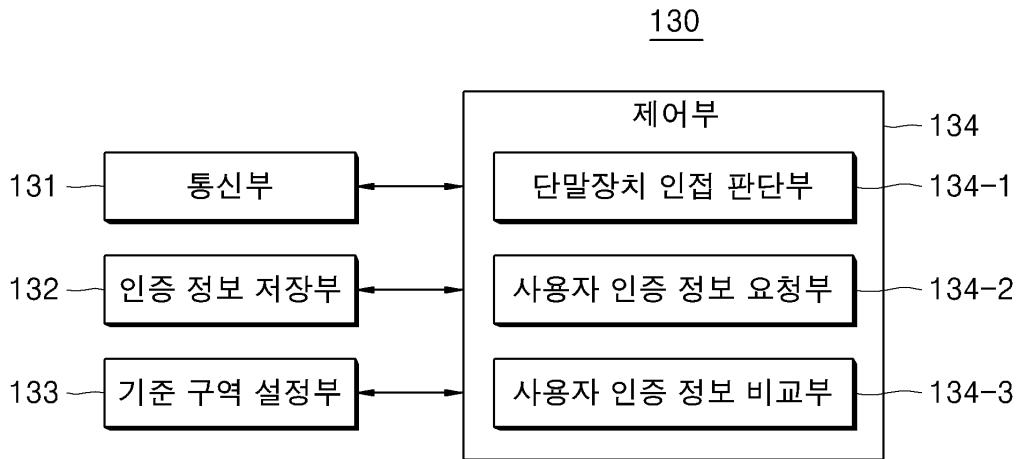 130
제어부
134
131
통신부
단말장치 인접 판단부
134-1
132
인증 정보 저장부
사용자 인증 정보 요청부
134-2
133
기준 구역 설정부
사용자 인증 정보 비교부
134-3